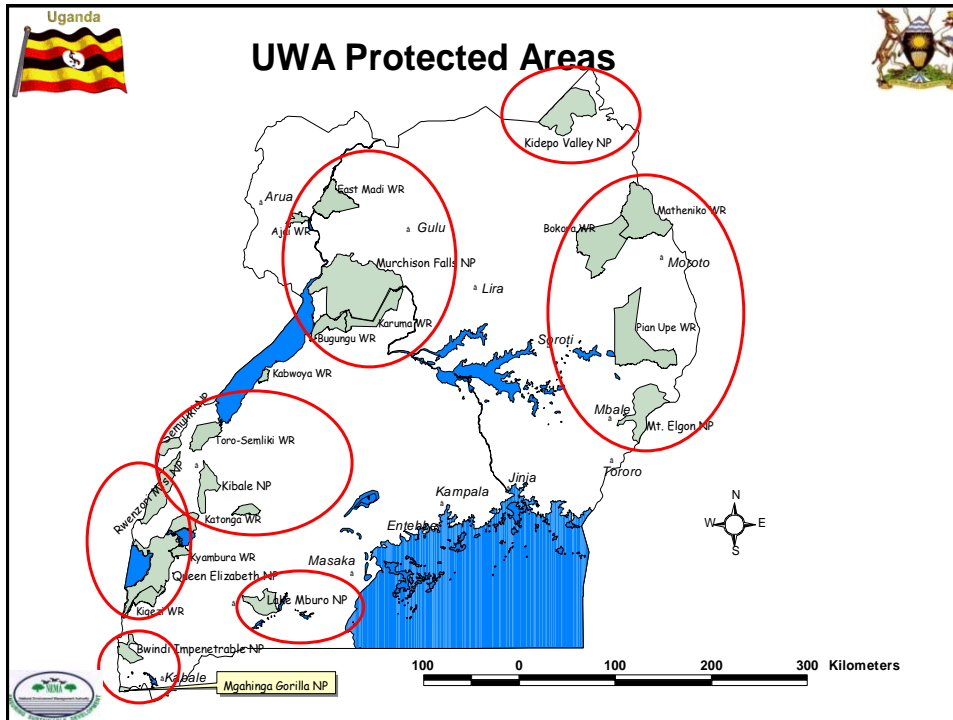 Uganda
UWA Protected Areas
Kidepo Valley NP
East Madi WR
Arua
Matheniko WR
Ajai WR
Gulu
Bokora WR
Murchison Falls NP
Moroto
Lira
Karuma WR
Pian Upe WR
Bugungu WR
Soroti
Kabwoya WR
Semuliki NP
Mbale
Mt. Elgon NP
Toro-Semliki WR
Tororo
Rwenzori Mts. NP
Kibale NP
Jinja
Kampala
Katonga WR
Entebbe
N
W
E
S
Kyambura WR
Masaka
Queen Elizabeth NP
Lake Mburo NP
Kigezi WR
Bwindi Impenetrable NP
Kabale
Mgahinga Gorilla NP
100 0 100 200 300 Kilometers
NEMA